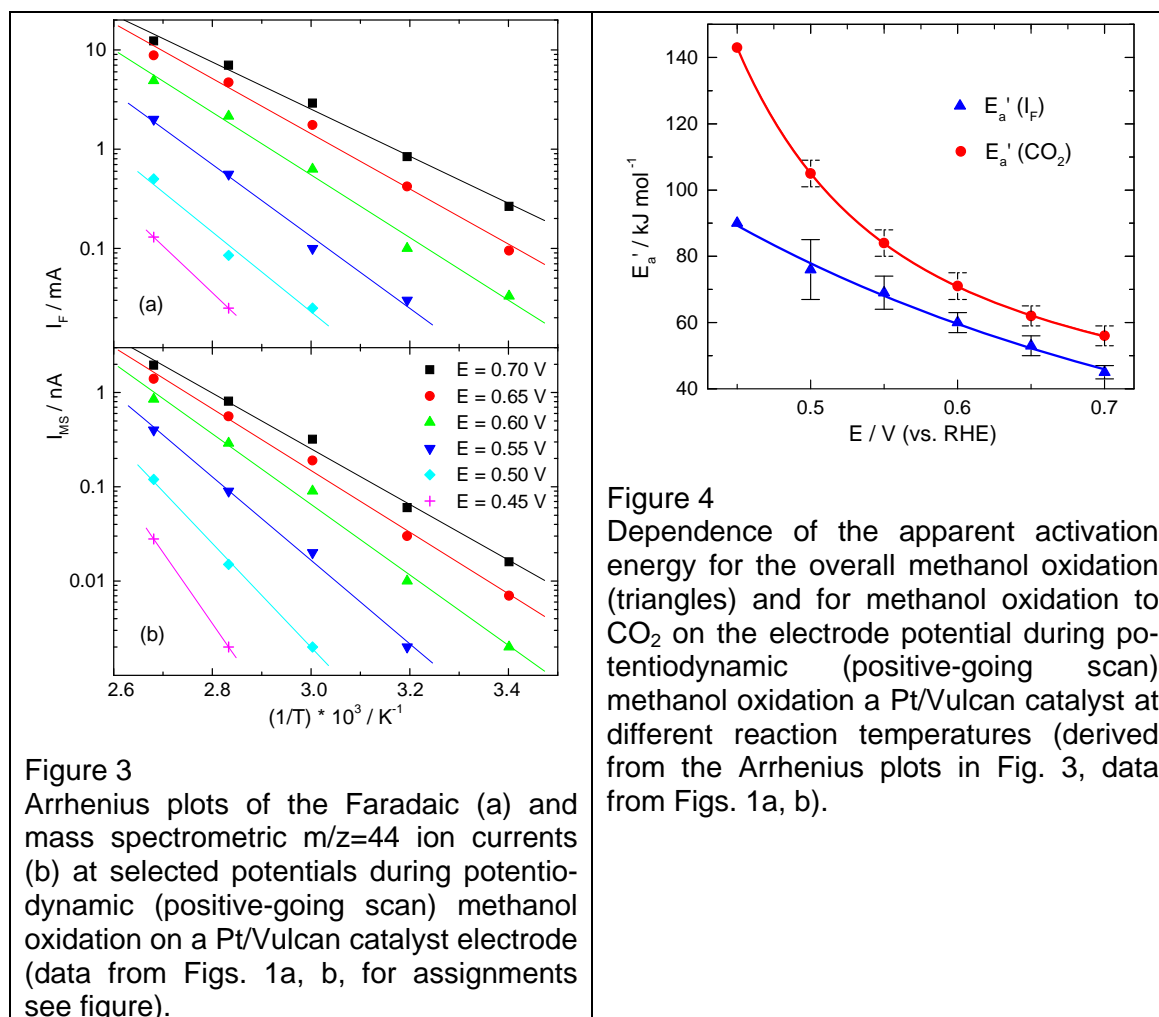 10
1
0.1
I_F / mA
(a)
1
0.1
0.01
I_MS / nA
E = 0.70 V
E = 0.65 V
E = 0.60 V
E = 0.55 V
E = 0.50 V
E = 0.45 V
(b)
2.6 2.8 3.0 3.2 3.4
(1/T) * 10³ / K⁻¹
Figure 3
Arrhenius plots of the Faradaic (a) and
mass spectrometric m/z=44 ion currents
(b) at selected potentials during potentio-
dynamic (positive-going scan) methanol
oxidation on a Pt/Vulcan catalyst electrode
(data from Figs. 1a, b, for assignments
see figure).
140
120
100
80
60
40
E_a' / kJ mol⁻¹
E_a' (I_F)
E_a' (CO₂)
0.5 0.6 0.7
E / V (vs. RHE)
Figure 4
Dependence of the apparent activation
energy for the overall methanol oxidation
(triangles) and for methanol oxidation to
CO₂ on the electrode potential during po-
tentiodynamic (positive-going scan)
methanol oxidation a Pt/Vulcan catalyst at
different reaction temperatures (derived
from the Arrhenius plots in Fig. 3, data
from Figs. 1a, b).